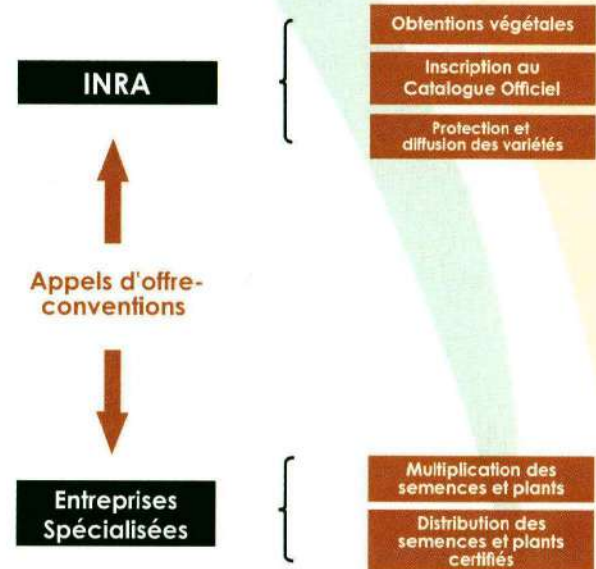 INRA
Obtentions végétales
Inscription au
Catalogue Officiel
Protection et
diffusion des variétés
Appels d'offre-
conventions
Entreprises
Spécialisées
Multiplication des
semences et plants
Distribution des
semences et plants
certifiés